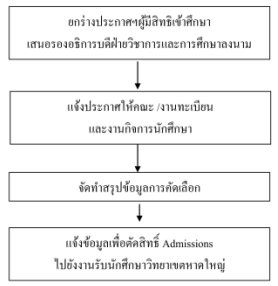 ยกร่างประกาศฯผู้มีสิทธิเข้าศึกษา
เสนอรองอธิการบดีฝ่ายวิชาการและการศึกษาลงนาม
แจ้งประกาศให้คณะ /งานทะเบียน
และงานกิจการนักศึกษา
จัดทำสรุปข้อมูลการคัดเลือก
แจ้งข้อมูลเพื่อตัดสิทธิ์ Admissions
ไปยังงานรับนักศึกษาวิทยาเขตหาดใหญ่